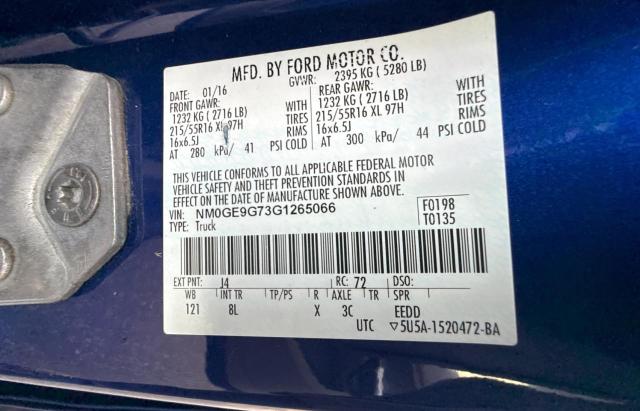 MFD. BY FORD MOTOR CO.
DATE: 01/16 GVWR: 2395 KG ( 5280 LB)
FRONT GAWR: REAR GAWR: WITH
1232 KG ( 2716 LB) WITH 1232 KG ( 2716 LB) TIRES
215/55R16 XL 97H TIRES 215/55R16 XL 97H RIMS
16x6.5J RIMS 16x6.5J
AT 280 kPa/ 41 PSI COLD AT 300 kPa/ 44 PSI COLD
THIS VEHICLE CONFORMS TO ALL APPLICABLE FEDERAL MOTOR
VEHICLE SAFETY AND THEFT PREVENTION STANDARDS IN
EFFECT ON THE DATE OF MANUFACTURE SHOWN ABOVE.
VIN: NM0GE9G73G1265066 F0198
TYPE: Truck T0135
EXT PNT: J4 RC: 72 DSO:
WB INT TR TP/PS R AXLE TR SPR
121 8L X 3C EEDD
UTC ▽5U5A-1520472-BA